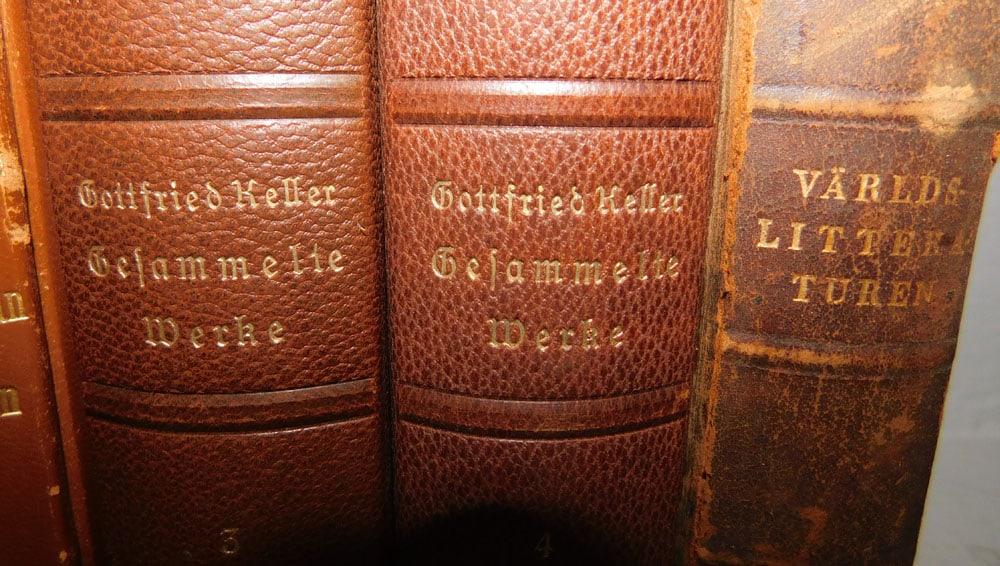 Gottfried Keller
Gesammelte
Werke
3
Gottfried Keller
Gesammelte
Werke
4
VÄRLDS-
LITTERA
TUREN